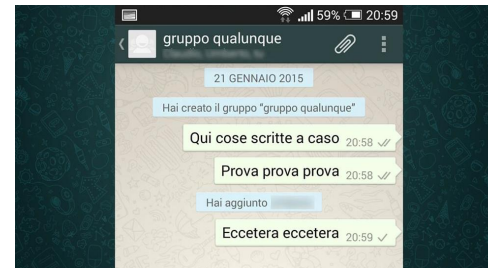 59% 20:59
gruppo qualunque
21 GENNAIO 2015
Hai creato il gruppo "gruppo qualunque"
Qui cose scritte a caso 20:58
Prova prova prova 20:58
Hai aggiunto
Eccetera eccetera 20:59